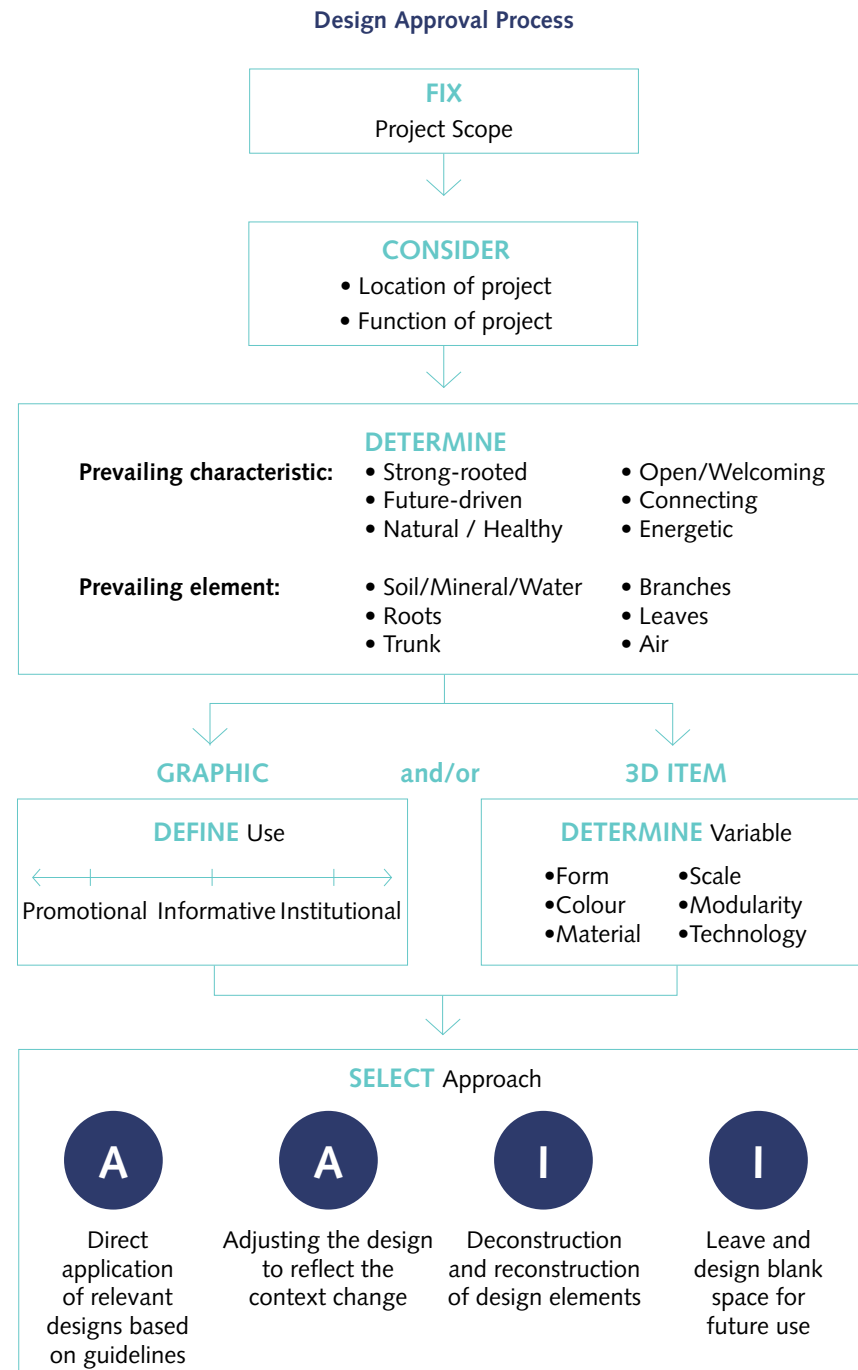 Design Approval Process
FIX
Project Scope
CONSIDER
• Location of project
• Function of project
DETERMINE
Prevailing characteristic:
• Strong-rooted
• Future-driven
• Natural / Healthy
• Open/Welcoming
• Connecting
• Energetic
Prevailing element:
• Soil/Mineral/Water
• Roots
• Trunk
• Branches
• Leaves
• Air
GRAPHIC
and/or
3D ITEM
DEFINE Use
Promotional Informative Institutional
DETERMINE Variable
•Form
•Colour
•Material
•Scale
•Modularity
•Technology
SELECT Approach
A
Direct
application
of relevant
designs based
on guidelines
A
Adjusting the design
to reflect the
context change
I
Deconstruction
and reconstruction
of design elements
I
Leave and
design blank
space for
future use